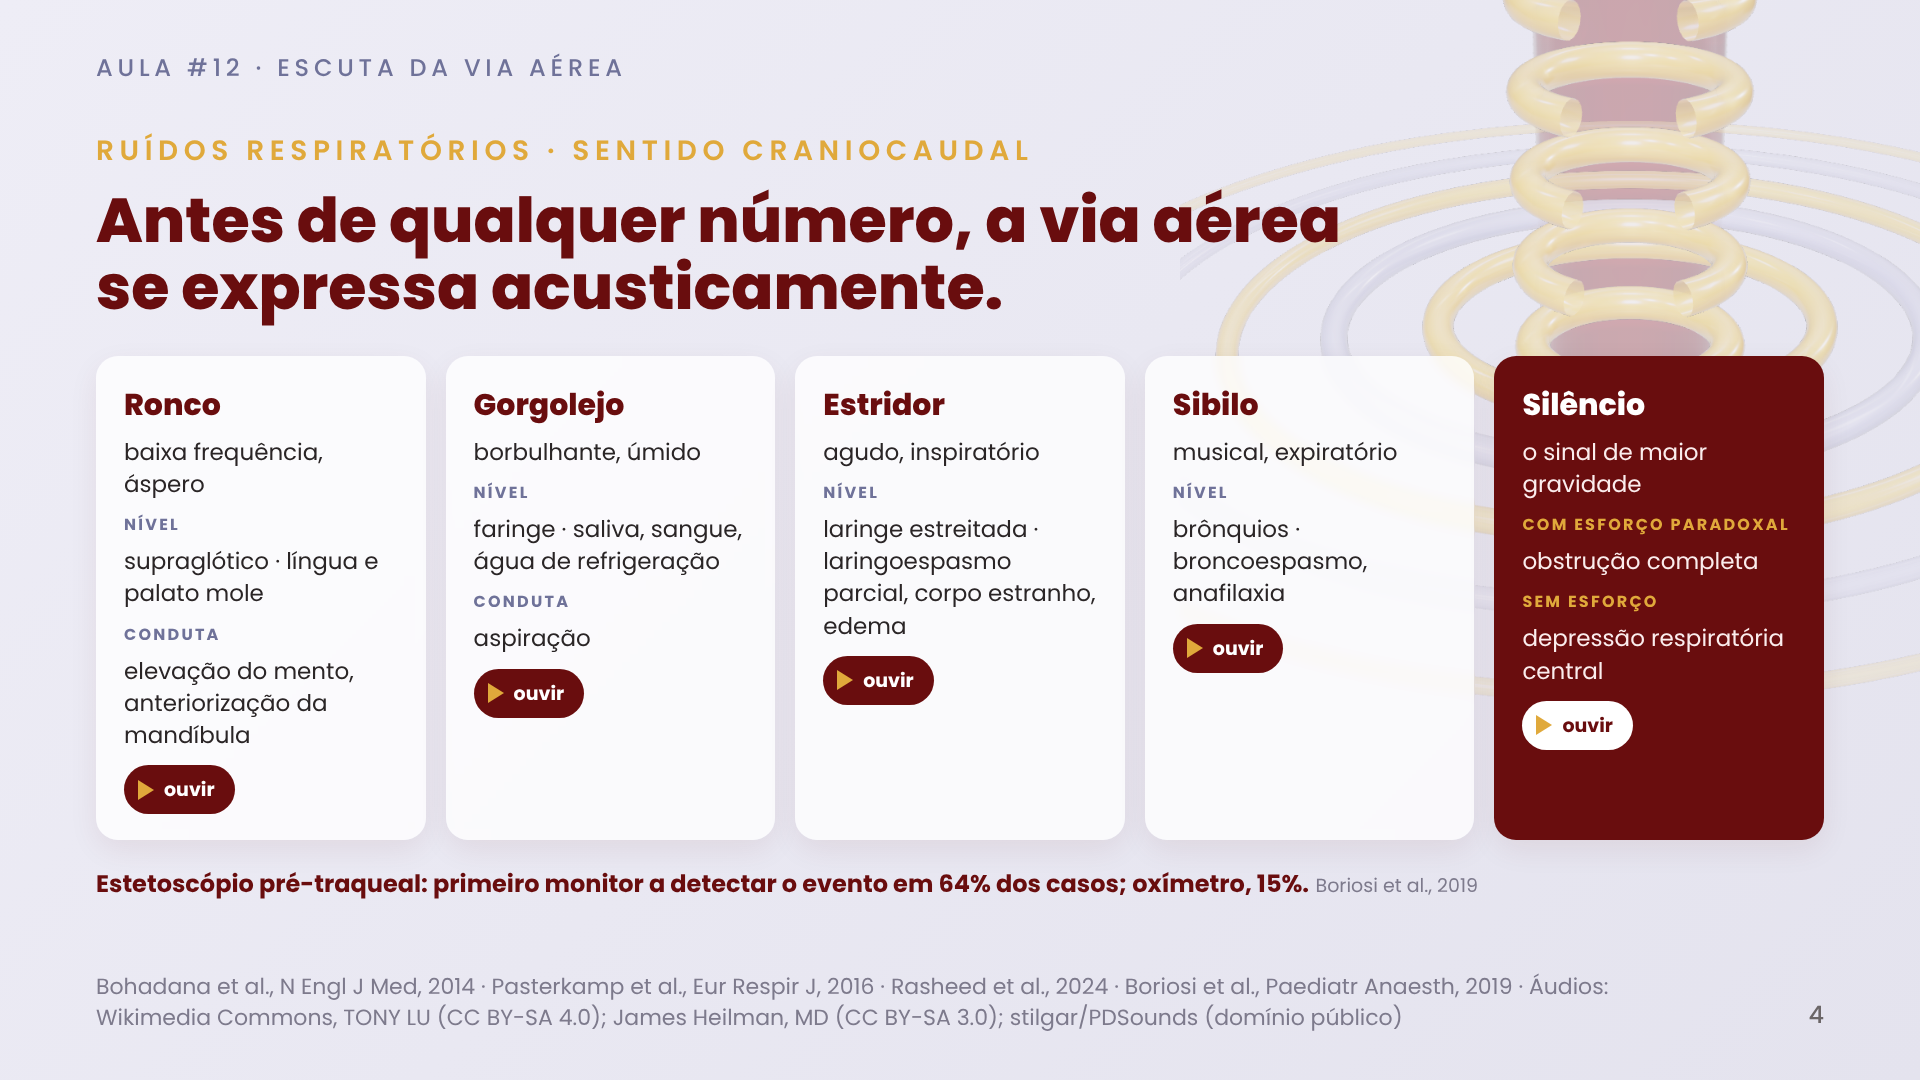 AULA #12 · ESCUTA DA VIA AÉREA
RUÍDOS RESPIRATÓRIOS · SENTIDO CRANIOCAUDAL
Antes de qualquer número, a via aérea
se expressa acusticamente.
Ronco
baixa frequência,
áspero
NÍVEL
supraglótico · língua e
palato mole
CONDUTA
elevação do mento,
anteriorização da
mandíbula
ouvir
Gorgolejo
borbulhante, úmido
NÍVEL
faringe · saliva, sangue,
água de refrigeração
CONDUTA
aspiração
ouvir
Estridor
agudo, inspiratório
NÍVEL
laringe estreitada ·
laringoespasmo
parcial, corpo estranho,
edema
ouvir
Sibilo
musical, expiratório
NÍVEL
brônquios ·
broncoespasmo,
anafilaxia
ouvir
Silêncio
o sinal de maior
gravidade
COM ESFORÇO PARADOXAL
obstrução completa
SEM ESFORÇO
depressão respiratória
central
ouvir
Estetoscópio pré-traqueal: primeiro monitor a detectar o evento em 64% dos casos; oxímetro, 15%. Boriosi et al., 2019
Bohadana et al., N Engl J Med, 2014 · Pasterkamp et al., Eur Respir J, 2016 · Rasheed et al., 2024 · Boriosi et al., Paediatr Anaesth, 2019 · Áudios:
Wikimedia Commons, TONY LU (CC BY-SA 4.0); James Heilman, MD (CC BY-SA 3.0); stilgar/PDSounds (domínio público)
4